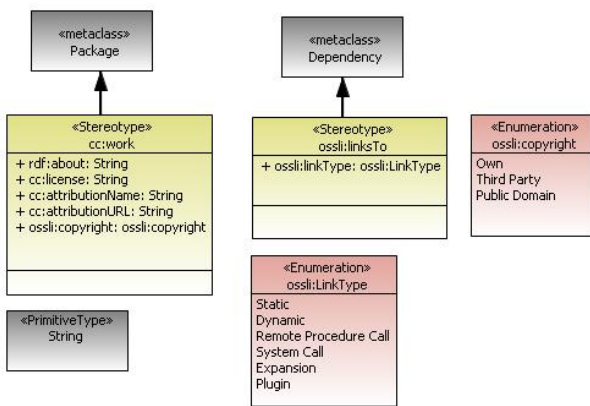 «metaclass»
Package
«metaclass»
Dependency
«Stereotype»
cc:work
+ rdf:about: String
+ cc:license: String
+ cc:attributionName: String
+ cc:attributionURL: String
+ ossli:copyright: ossli:copyright
«Stereotype»
ossli:linksTo
+ ossli:linkType: ossli:LinkType
«Enumeration»
ossli:copyright
Own
Third Party
Public Domain
«PrimitiveType»
String
«Enumeration»
ossli:LinkType
Static
Dynamic
Remote Procedure Call
System Call
Expansion
Plugin